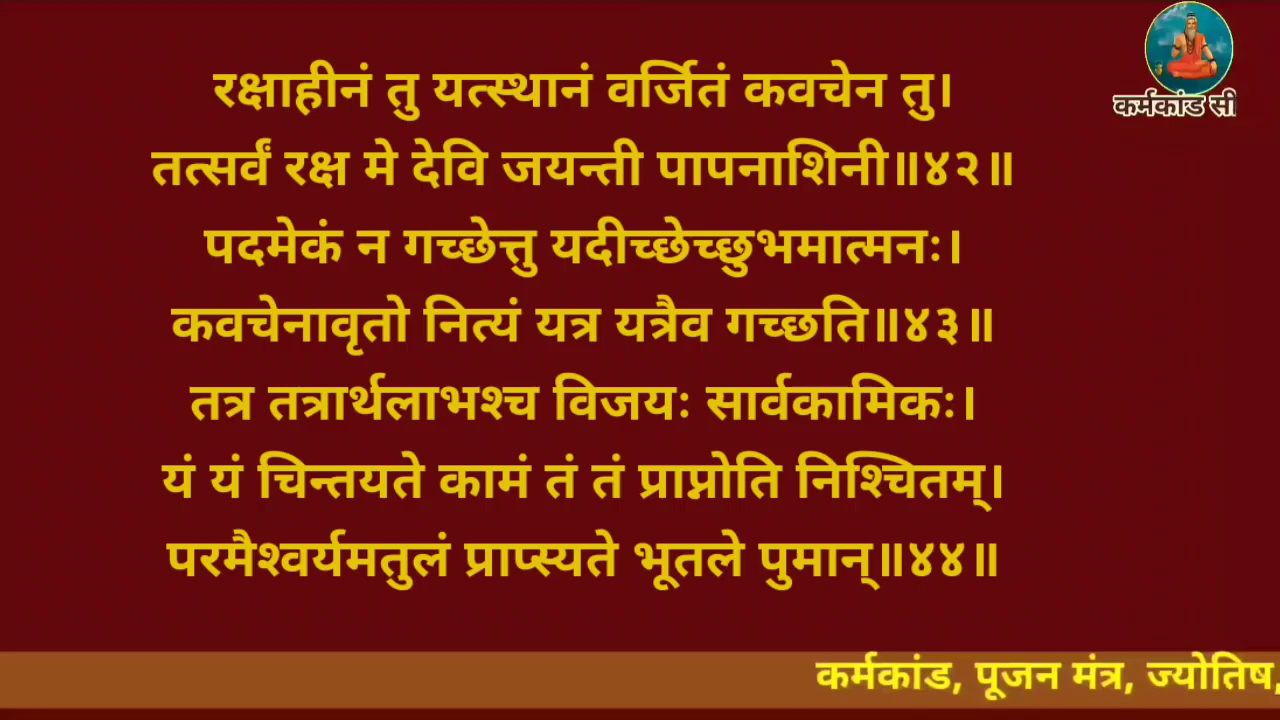 रक्षाहीनं तु यत्स्थानं वर्जितं कवचेन तु।
तत्सर्वं रक्ष मे देवि जयन्ती पापनाशिनी॥४२॥
पदमेकं न गच्छेत्तु यदीच्छेच्छुभमात्मनः।
कवचेनावृतो नित्यं यत्र यत्रैव गच्छति॥४३॥
तत्र तत्रार्थलाभश्च विजयः सार्वकामिकः।
यं यं चिन्तयते कामं तं तं प्राप्नोति निश्चितम्।
परमैश्वर्यमतुलं प्राप्स्यते भूतले पुमान्॥४४॥
कर्मकांड सी
कर्मकांड, पूजन मंत्र, ज्योतिष,